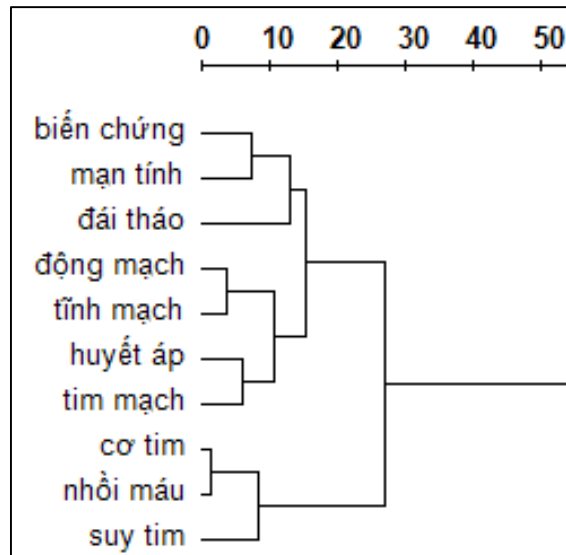 0 10 20 30 40 50
biến chứng
mạn tính
đái tháo
động mạch
tĩnh mạch
huyết áp
tim mạch
cơ tim
nhồi máu
suy tim